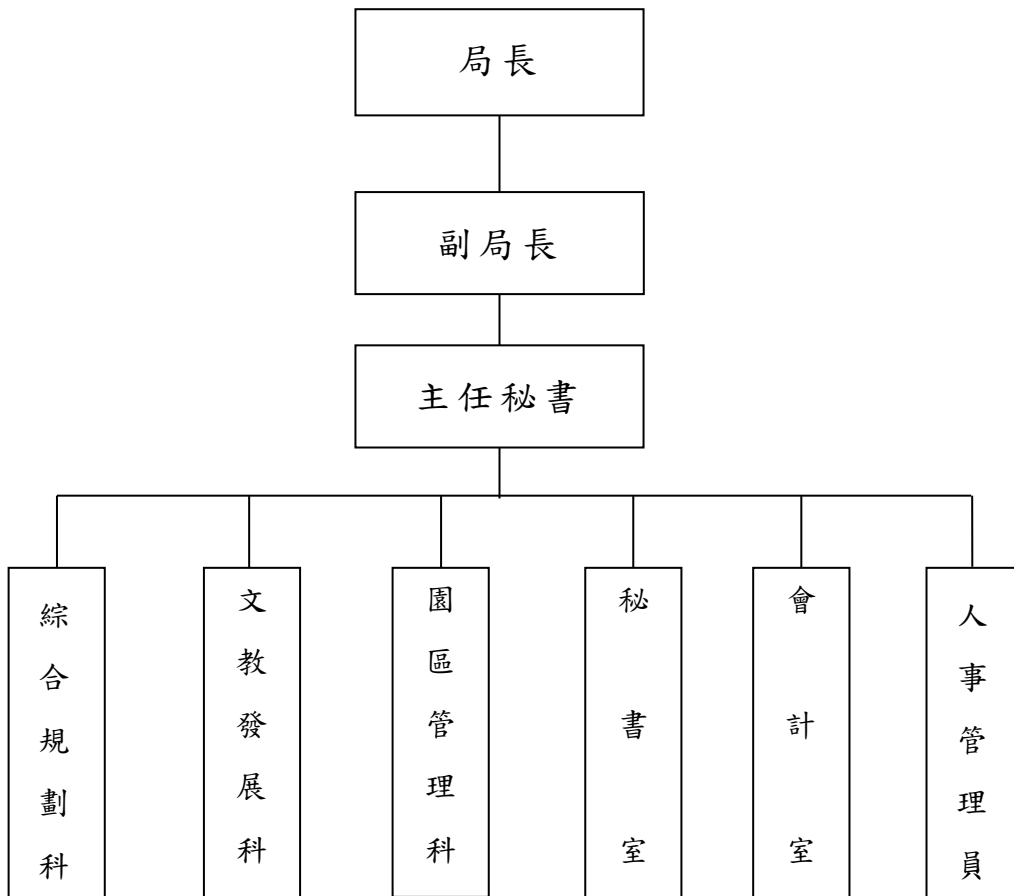 局長
副局長
主任秘書
綜合規劃科
文教發展科
園區管理科
秘書室
會計室
人事管理員